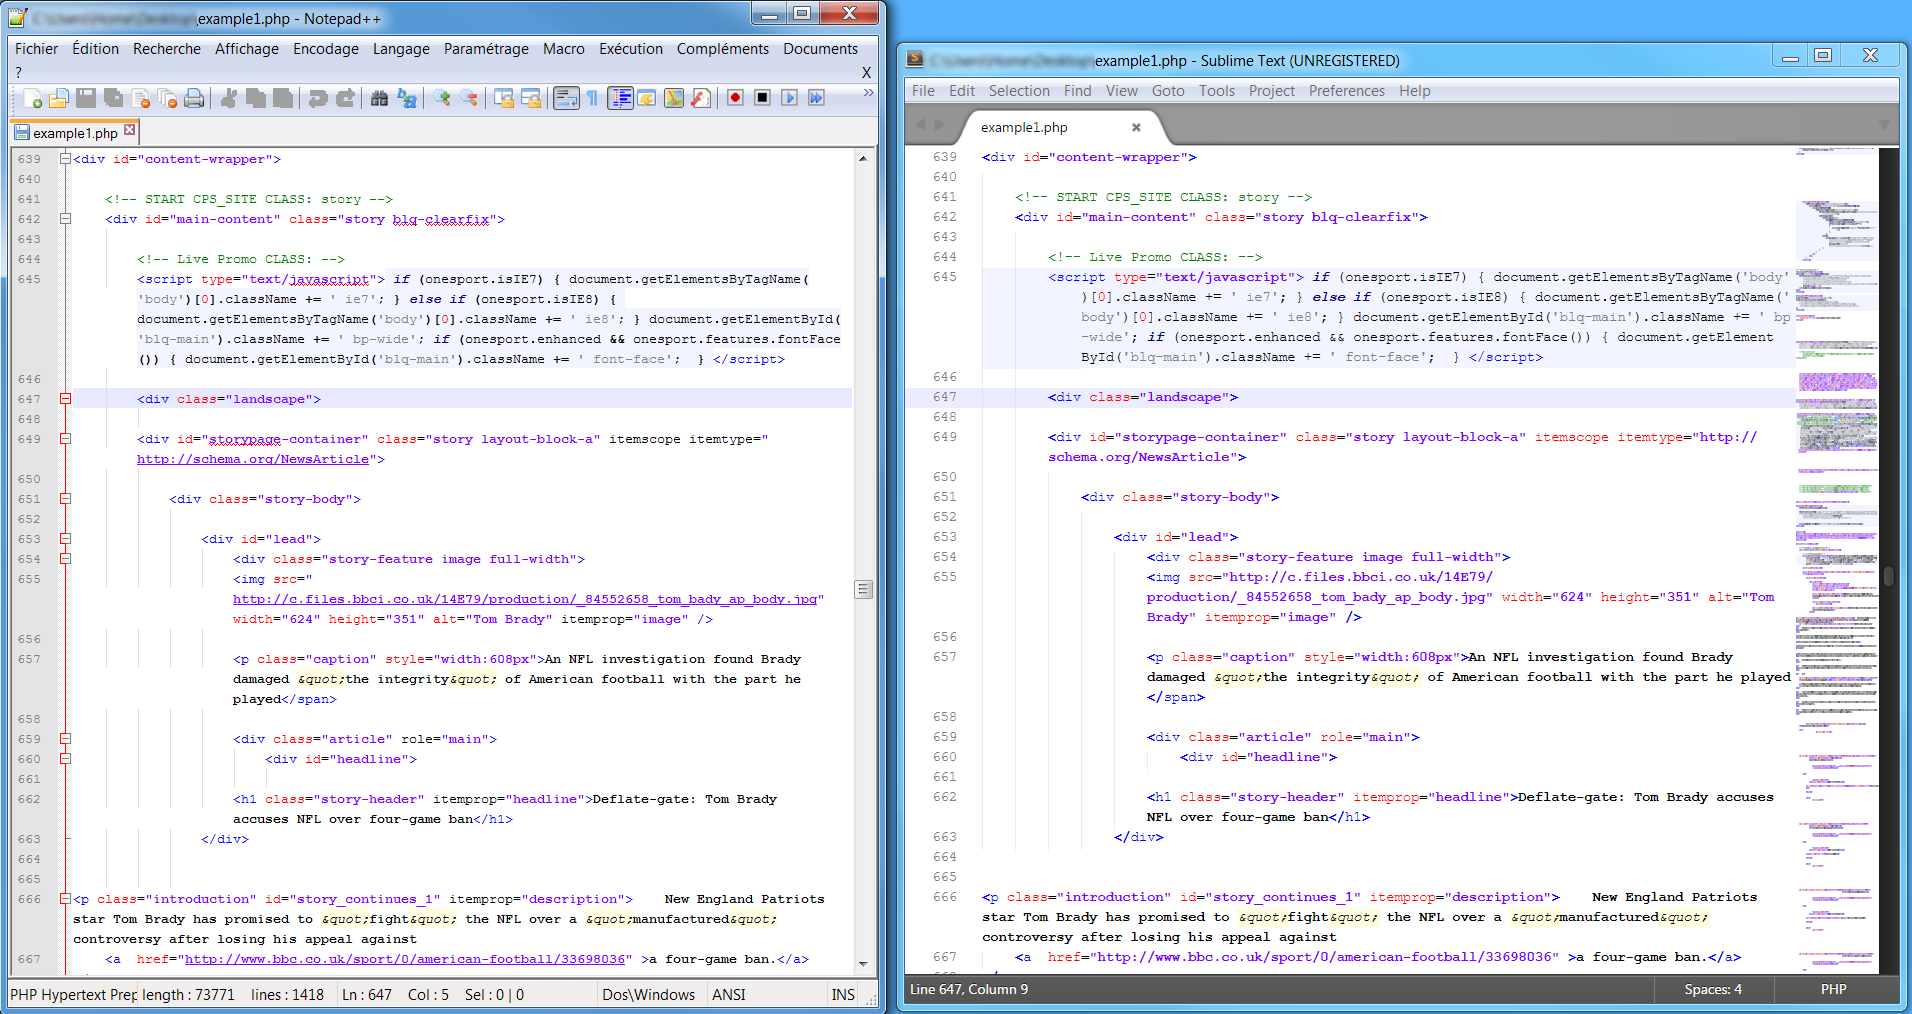 example1.php - Notepad++
Fichier Édition Recherche Affichage Encodage Langage Paramétrage Macro Exécution Compléments Documents
? X
example1.php
639 <div id="content-wrapper">
640
641 <!-- START CPS_SITE CLASS: story -->
642 <div id="main-content" class="story blq-clearfix">
643
644 <!-- Live Promo CLASS: -->
645 <script type="text/javascript"> if (onesport.isIE7) { document.getElementsByTagName(
'body')[0].className += ' ie7'; } else if (onesport.isIE8) {
document.getElementsByTagName('body')[0].className += ' ie8'; } document.getElementById(
'blq-main').className += ' bp-wide'; if (onesport.enhanced && onesport.features.fontFace
()) { document.getElementById('blq-main').className += ' font-face';  } </script>
646
647 <div class="landscape">
648
649 <div id="storypage-container" class="story layout-block-a" itemscope itemtype="
http://schema.org/NewsArticle">
650
651 <div class="story-body">
652
653 <div id="lead">
654 <div class="story-feature image full-width">
655 <img src="
http://c.files.bbci.co.uk/14E79/production/_84552658_tom_bady_ap_body.jpg"
width="624" height="351" alt="Tom Brady" itemprop="image" />
656
657 <p class="caption" style="width:608px">An NFL investigation found Brady
damaged &quot;the integrity&quot; of American football with the part he
played</span>
658
659 <div class="article" role="main">
660 <div id="headline">
661
662 <h1 class="story-header" itemprop="headline">Deflate-gate: Tom Brady
accuses NFL over four-game ban</h1>
663 </div>
664
665
666 <p class="introduction" id="story_continues_1" itemprop="description">    New England Patriots
star Tom Brady has promised to &quot;fight&quot; the NFL over a &quot;manufactured&quot;
controversy after losing his appeal against
667 <a  href="http://www.bbc.co.uk/sport/0/american-football/33698036" >a four-game ban.</a>
PHP Hypertext Prep length : 73771 lines : 1418 Ln : 647 Col : 5 Sel : 0 | 0 Dos\Windows ANSI INS
example1.php - Sublime Text (UNREGISTERED)
File Edit Selection Find View Goto Tools Project Preferences Help
example1.php
639 <div id="content-wrapper">
640
641 <!-- START CPS_SITE CLASS: story -->
642 <div id="main-content" class="story blq-clearfix">
643
644 <!-- Live Promo CLASS: -->
645 <script type="text/javascript"> if (onesport.isIE7) { document.getElementsByTagName('body'
)[0].className += ' ie7'; } else if (onesport.isIE8) { document.getElementsByTagName('
body')[0].className += ' ie8'; } document.getElementById('blq-main').className += ' bp
-wide'; if (onesport.enhanced && onesport.features.fontFace()) { document.getElement
ById('blq-main').className += ' font-face';  } </script>
646
647 <div class="landscape">
648
649 <div id="storypage-container" class="story layout-block-a" itemscope itemtype="http://
schema.org/NewsArticle">
650
651 <div class="story-body">
652
653 <div id="lead">
654 <div class="story-feature image full-width">
655 <img src="http://c.files.bbci.co.uk/14E79/
production/_84552658_tom_bady_ap_body.jpg" width="624" height="351" alt="Tom
Brady" itemprop="image" />
656
657 <p class="caption" style="width:608px">An NFL investigation found Brady
damaged &quot;the integrity&quot; of American football with the part he played
</span>
658
659 <div class="article" role="main">
660 <div id="headline">
661
662 <h1 class="story-header" itemprop="headline">Deflate-gate: Tom Brady accuses
NFL over four-game ban</h1>
663 </div>
664
665
666 <p class="introduction" id="story_continues_1" itemprop="description">    New England Patriots
star Tom Brady has promised to &quot;fight&quot; the NFL over a &quot;manufactured&quot;
controversy after losing his appeal against
667 <a  href="http://www.bbc.co.uk/sport/0/american-football/33698036" >a four-game ban.</a>
Line 647, Column 9 Spaces: 4 PHP